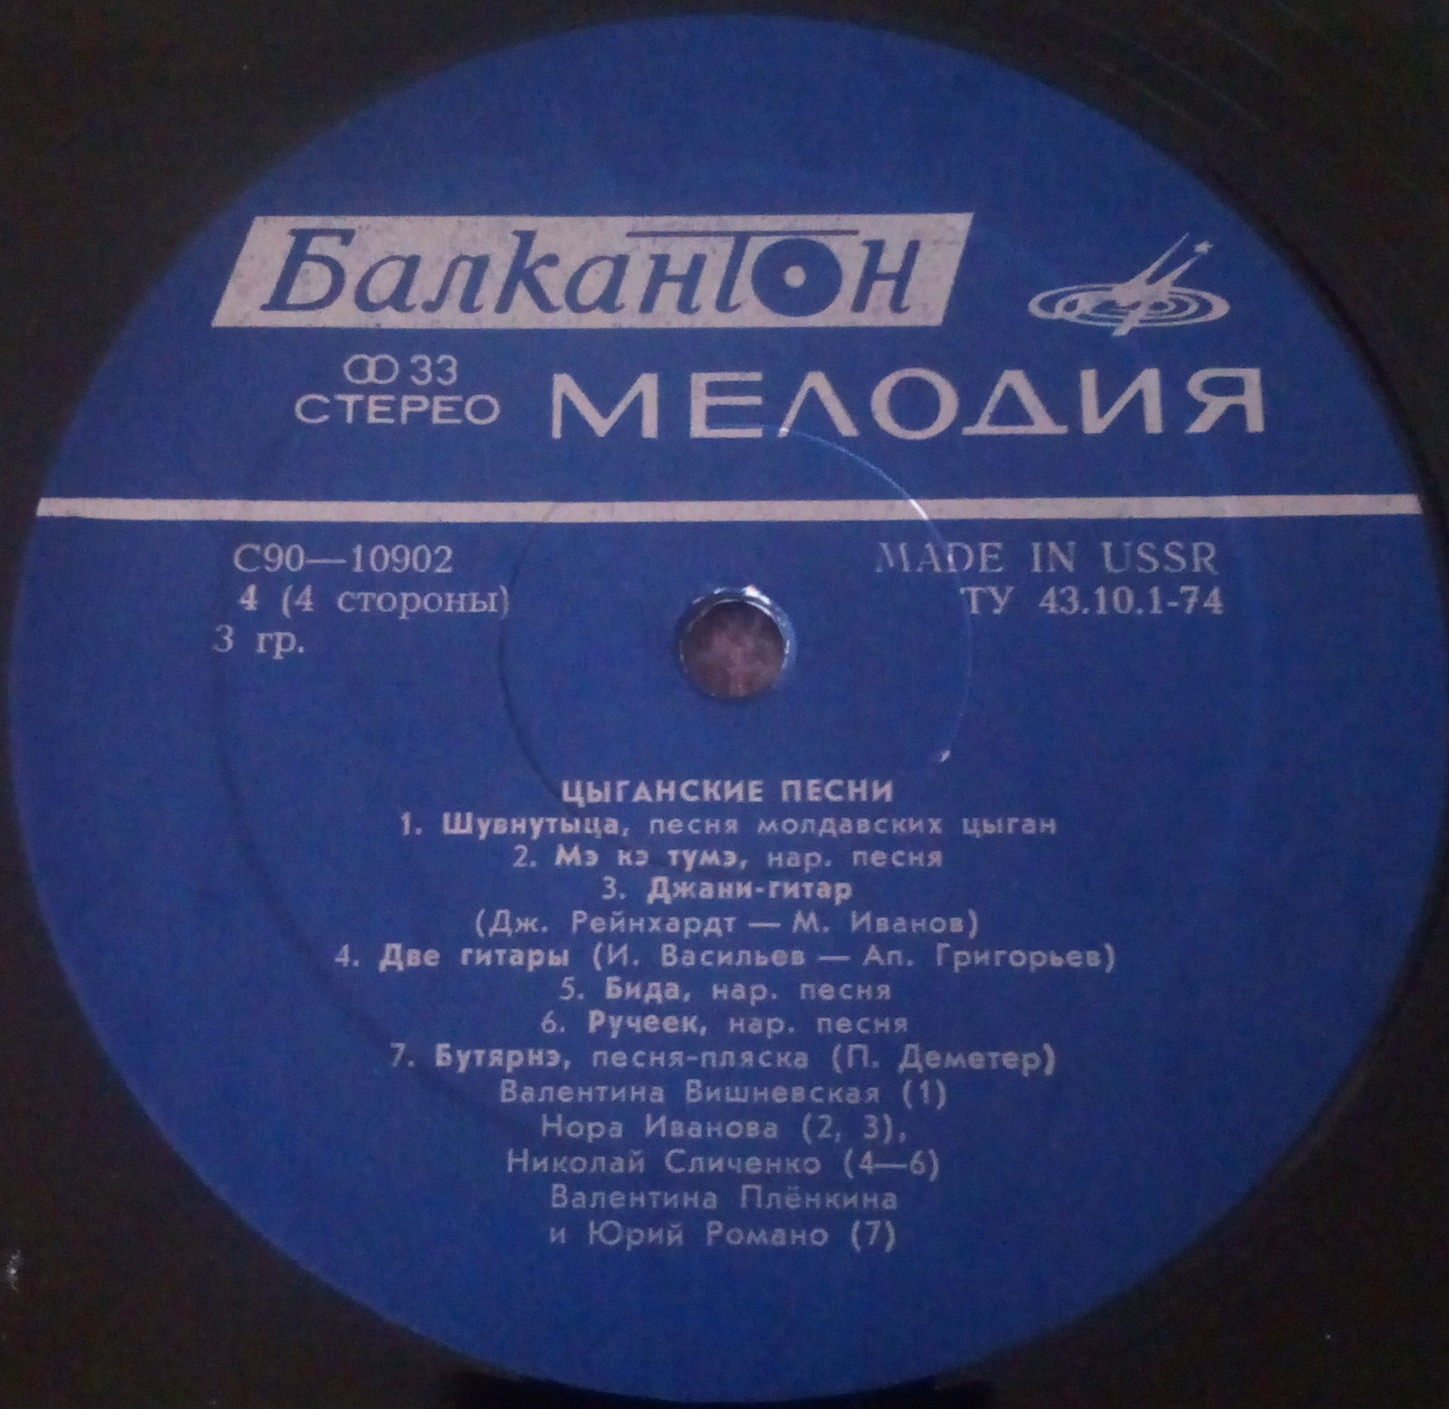 Балкантон
33
СТЕРЕО
МЕЛОДИЯ
С90—10902
4 (4 стороны)
3 гр.
MADE IN USSR
ТУ 43.10.1-74
ЦЫГАНСКИЕ ПЕСНИ
1. Шувнутыца, песня молдавских цыган
2. Мэ кэ тумэ, нар. песня
3. Джани-гитар
(Дж. Рейнхардт — М. Иванов)
4. Две гитары (И. Васильев — Ап. Григорьев)
5. Бида, нар. песня
6. Ручеек, нар. песня
7. Бутярнэ, песня-пляска (П. Деметер)
Валентина Вишневская (1)
Нора Иванова (2, 3),
Николай Сличенко (4—6)
Валентина Плёнкина
и Юрий Романо (7)